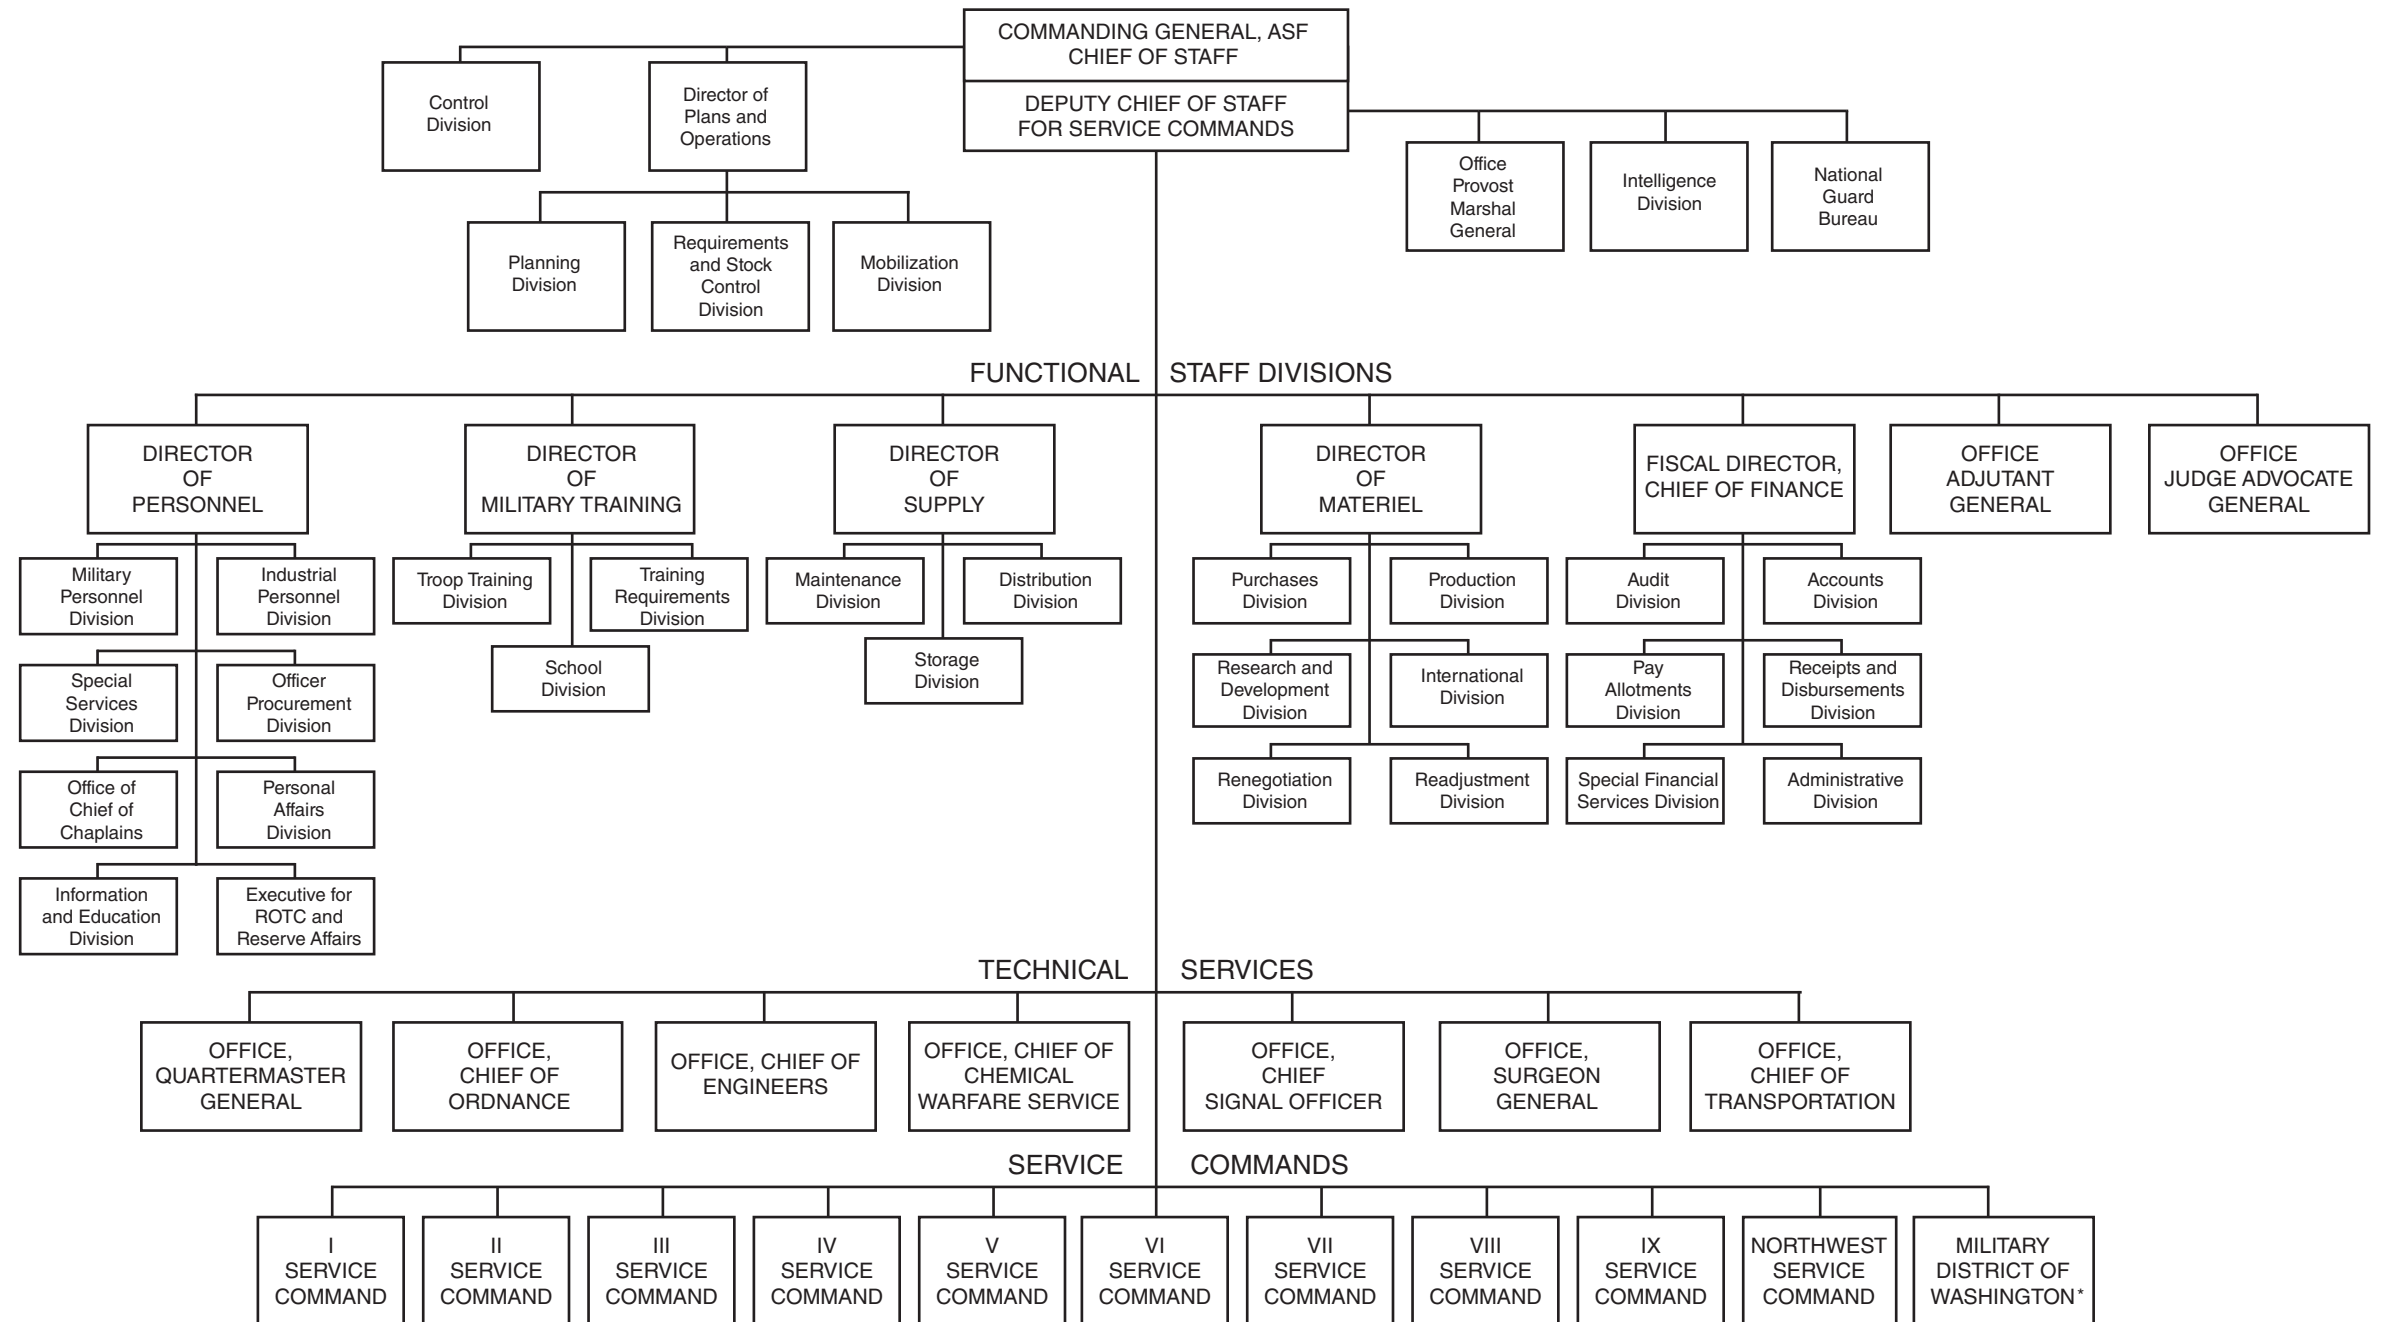 COMMANDING GENERAL, ASF
CHIEF OF STAFF
DEPUTY CHIEF OF STAFF
FOR SERVICE COMMANDS
Control
Division
Director of
Plans and
Operations
Office
Provost
Marshal
General
Intelligence
Division
National
Guard
Bureau
Planning
Division
Requirements
and Stock
Control
Division
Mobilization
Division
FUNCTIONAL STAFF DIVISIONS
DIRECTOR
OF
PERSONNEL
DIRECTOR
OF
MILITARY TRAINING
DIRECTOR
OF
SUPPLY
DIRECTOR
OF
MATERIEL
FISCAL DIRECTOR,
CHIEF OF FINANCE
OFFICE
ADJUTANT
GENERAL
OFFICE
JUDGE ADVOCATE
GENERAL
Military
Personnel
Division
Industrial
Personnel
Division
Special
Services
Division
Officer
Procurement
Division
Office of
Chief of
Chaplains
Personal
Affairs
Division
Information
and Education
Division
Executive for
ROTC and
Reserve Affairs
Troop Training
Division
Training
Requirements
Division
School
Division
Maintenance
Division
Distribution
Division
Storage
Division
Purchases
Division
Production
Division
Research and
Development
Division
International
Division
Renegotiation
Division
Readjustment
Division
Audit
Division
Accounts
Division
Pay
Allotments
Division
Receipts and
Disbursements
Division
Special Financial
Services Division
Administrative
Division
TECHNICAL SERVICES
OFFICE,
QUARTERMASTER
GENERAL
OFFICE,
CHIEF OF
ORDNANCE
OFFICE, CHIEF OF
ENGINEERS
OFFICE, CHIEF OF
CHEMICAL
WARFARE SERVICE
OFFICE,
CHIEF
SIGNAL OFFICER
OFFICE,
SURGEON
GENERAL
OFFICE,
CHIEF OF
TRANSPORTATION
SERVICE COMMANDS
I
SERVICE
COMMAND
II
SERVICE
COMMAND
III
SERVICE
COMMAND
IV
SERVICE
COMMAND
V
SERVICE
COMMAND
VI
SERVICE
COMMAND
VII
SERVICE
COMMAND
VIII
SERVICE
COMMAND
IX
SERVICE
COMMAND
NORTHWEST
SERVICE
COMMAND
MILITARY
DISTRICT OF
WASHINGTON*